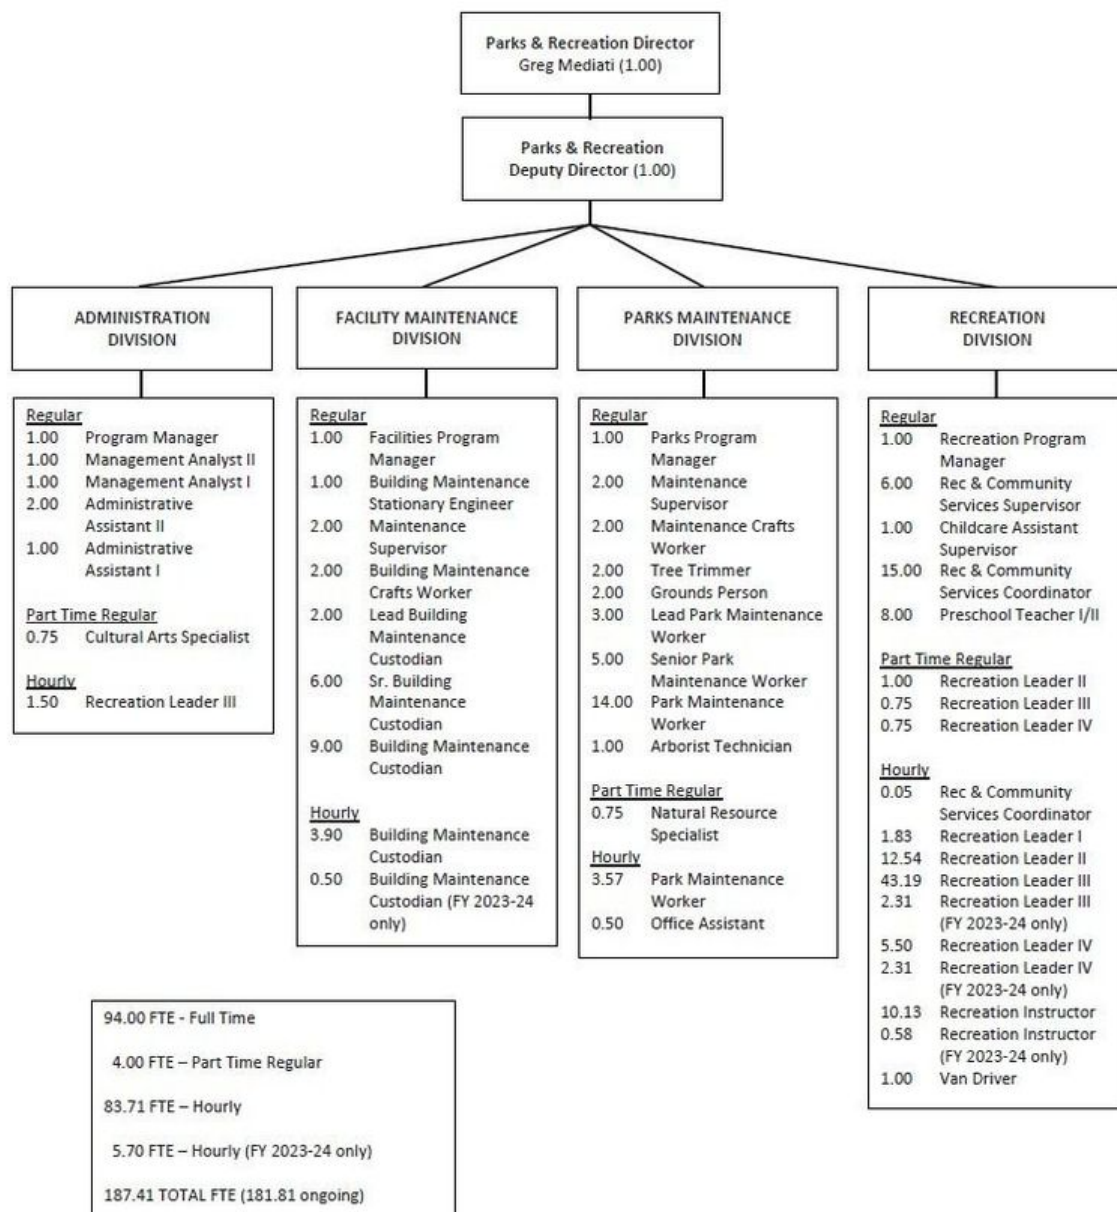 Parks & Recreation Director
Greg Mediati (1.00)
Parks & Recreation
Deputy Director (1.00)
ADMINISTRATION
DIVISION
Regular
1.00 Program Manager
1.00 Management Analyst II
1.00 Management Analyst I
2.00 Administrative
Assistant II
1.00 Administrative
Assistant I
Part Time Regular
0.75 Cultural Arts Specialist
Hourly
1.50 Recreation Leader III
FACILITY MAINTENANCE
DIVISION
Regular
1.00 Facilities Program
Manager
1.00 Building Maintenance
Stationary Engineer
2.00 Maintenance
Supervisor
2.00 Building Maintenance
Crafts Worker
2.00 Lead Building
Maintenance
Custodian
6.00 Sr. Building
Maintenance
Custodian
9.00 Building Maintenance
Custodian
Hourly
3.90 Building Maintenance
Custodian
0.50 Building Maintenance
Custodian (FY 2023-24
only)
PARKS MAINTENANCE
DIVISION
Regular
1.00 Parks Program
Manager
2.00 Maintenance
Supervisor
2.00 Maintenance Crafts
Worker
2.00 Tree Trimmer
2.00 Grounds Person
3.00 Lead Park Maintenance
Worker
5.00 Senior Park
Maintenance Worker
14.00 Park Maintenance
Worker
1.00 Arborist Technician
Part Time Regular
0.75 Natural Resource
Specialist
Hourly
3.57 Park Maintenance
Worker
0.50 Office Assistant
RECREATION
DIVISION
Regular
1.00 Recreation Program
Manager
6.00 Rec & Community
Services Supervisor
1.00 Childcare Assistant
Supervisor
15.00 Rec & Community
Services Coordinator
8.00 Preschool Teacher I/II
Part Time Regular
1.00 Recreation Leader II
0.75 Recreation Leader III
0.75 Recreation Leader IV
Hourly
0.05 Rec & Community
Services Coordinator
1.83 Recreation Leader I
12.54 Recreation Leader II
43.19 Recreation Leader III
2.31 Recreation Leader III
(FY 2023-24 only)
5.50 Recreation Leader IV
2.31 Recreation Leader IV
(FY 2023-24 only)
10.13 Recreation Instructor
0.58 Recreation Instructor
(FY 2023-24 only)
1.00 Van Driver
94.00 FTE - Full Time
4.00 FTE – Part Time Regular
83.71 FTE – Hourly
5.70 FTE – Hourly (FY 2023-24 only)
187.41 TOTAL FTE (181.81 ongoing)